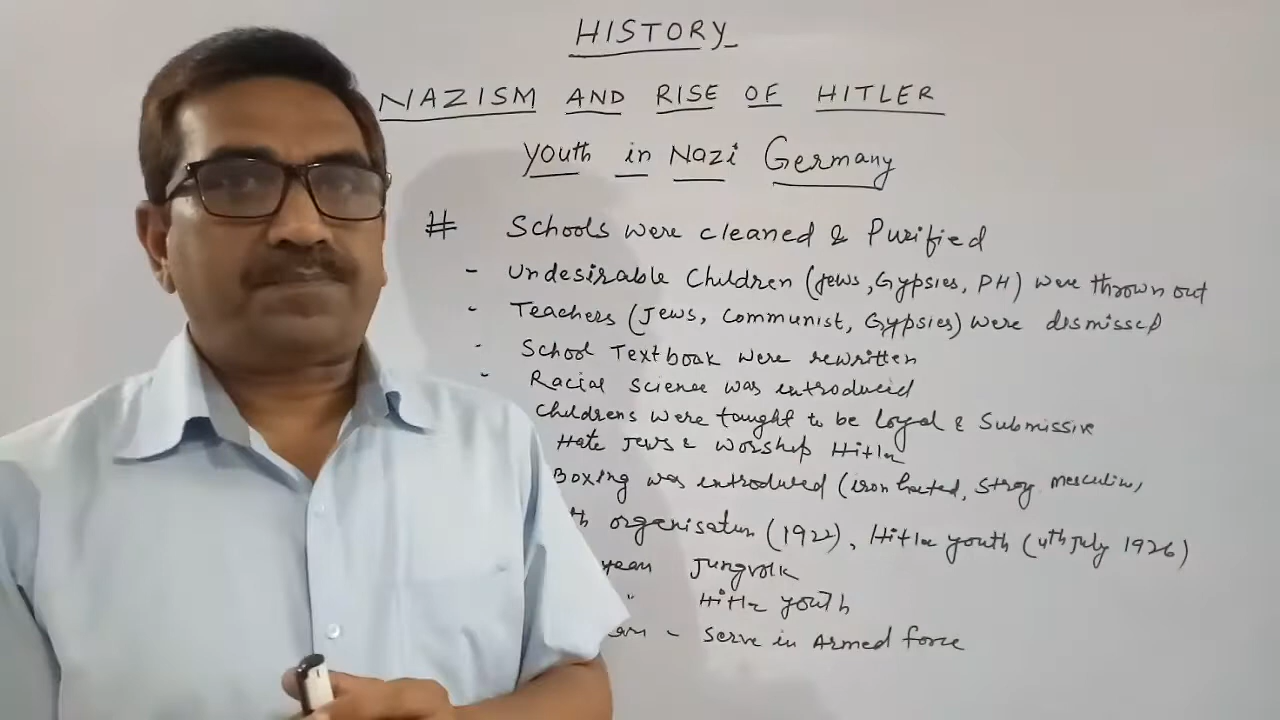 HISTORY
NAZISM AND RISE OF HITLER
Youth in Nazi Germany
# Schools were cleaned & Purified
- Undesirable Children (Jews, Gypsies, PH) were thrown out
- Teachers (Jews, Communist, Gypsies) were dismissed
- School Textbook were rewritten
- Racial Science was introduced
Childrens were taught to be loyal & Submissive
Hate Jews & worship Hitler
Boxing was introduced (iron hearted, Strong, masculine,
th organisation (1922), Hitler youth (4th July 1926)
year Jungvolk
" Hitler youth
- Serve in Armed force